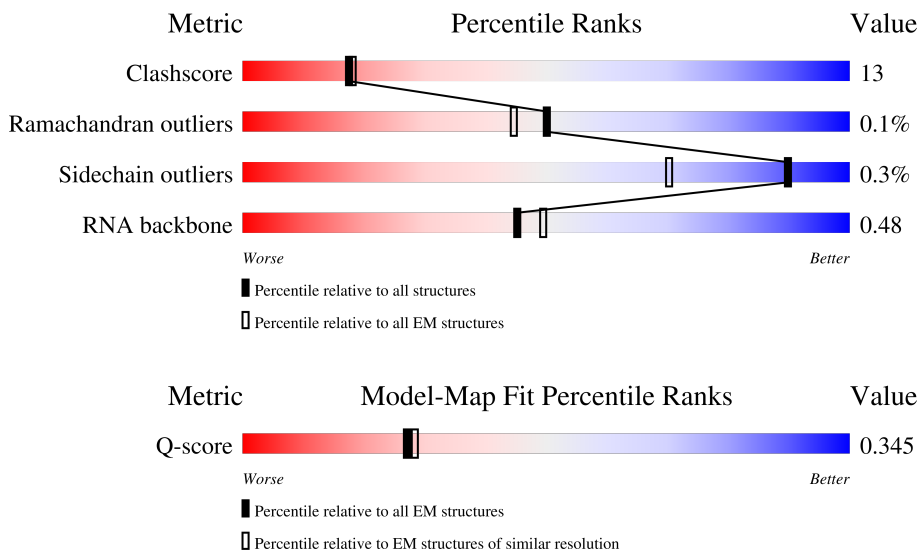 Metric Percentile Ranks Value
Clashscore 13
Ramachandran outliers 0.1%
Sidechain outliers 0.3%
RNA backbone 0.48
Worse Better
Percentile relative to all structures
Percentile relative to all EM structures
Metric Model-Map Fit Percentile Ranks Value
Q-score 0.345
Worse Better
Percentile relative to all EM structures
Percentile relative to EM structures of similar resolution